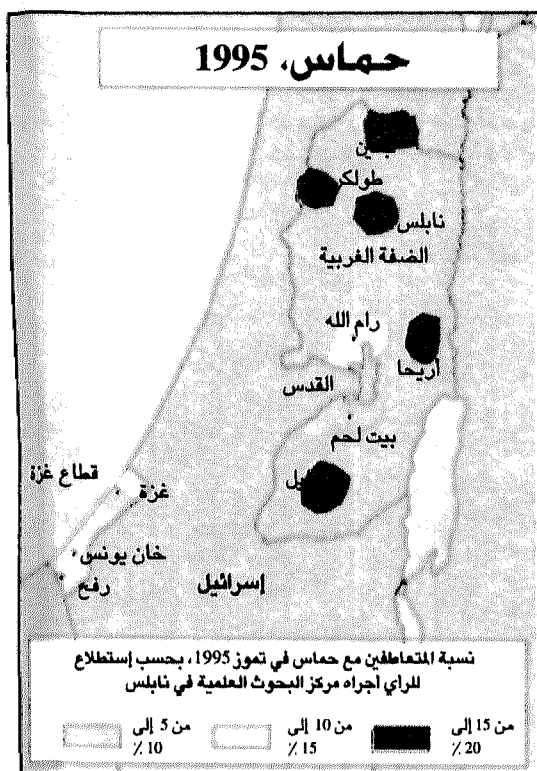 حماس، 1995
جنين
طولكر
نابلس
الضفة الغربية
رام الله
أريحا
القدس
بيت لحم
قطاع غزة
غزة
خان يونس
رفح
إسرائيل
نسبة المتعاطفين مع حماس في تموز 1995، بحسب إستطلاع
للرأي أجراه مركز البحوث العلمية في نابلس
من 15 إلى 20 ٪
من 10 إلى 15 ٪
من 5 إلى 10 ٪